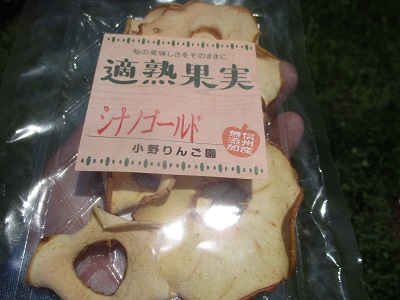 旬の美味しさをそのままに
適熟果実
シナノゴールド
小野りんご園
信州産
無添加